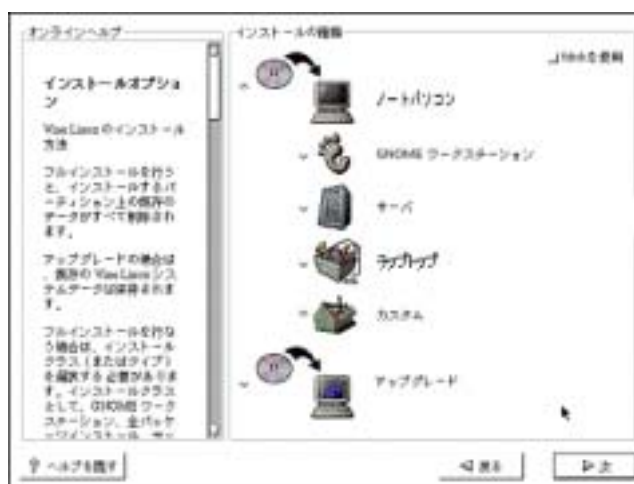 オンラインヘルプ
インストールオプショ
ン
Vine Linux のインストール
方法
フルインストールを行う
と、インストールするパ
ーティション上の既存の
データがすべて削除され
ます。
アップグレードの場合は
、既存の Vine Linux シス
テムデータは保持されま
す。
フルインストールを行な
う場合は、インストール
クラス(またはタイプ)
を選択する必要がありま
す。インストールクラス
として、GNOME ワーク
ステーション、全パッケ
ージインストール、サー
インストールの種類
ノートパソコン
GNOME ワークステーション
サーバ
ラップトップ
カスタム
アップグレード
ヘルプを隠す
戻る
次